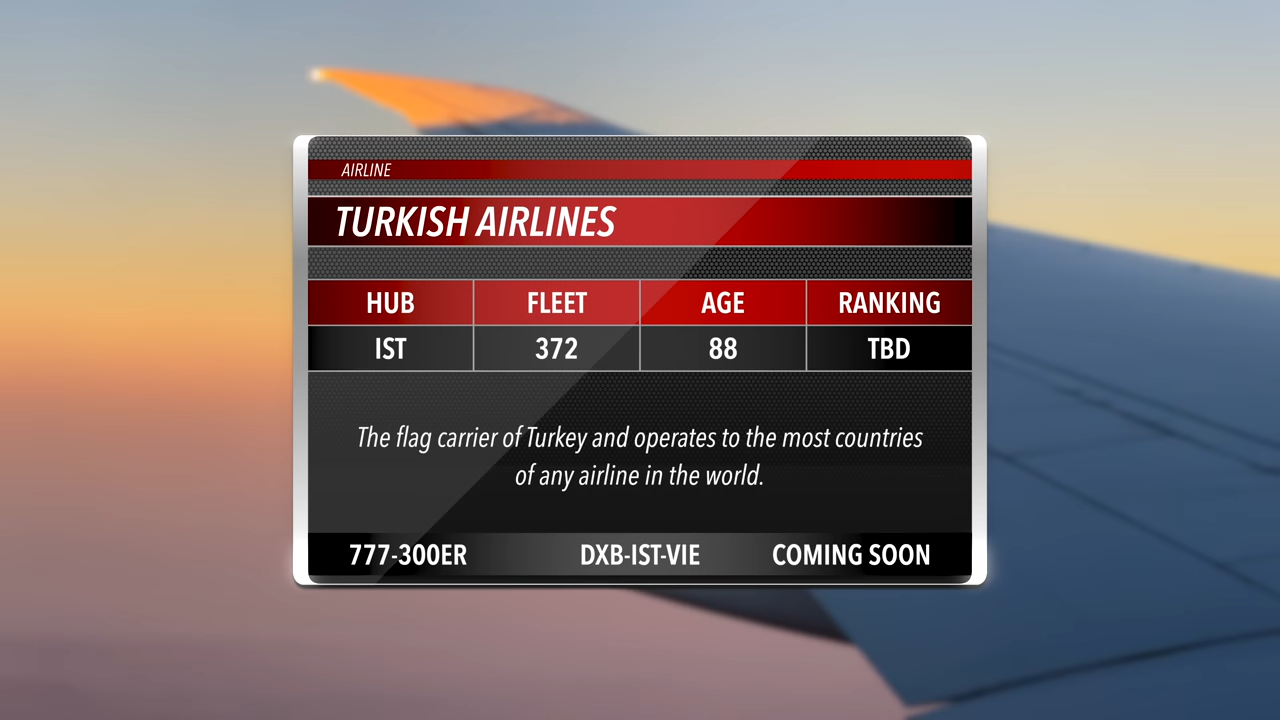 AIRLINE
TURKISH AIRLINES
HUB FLEET AGE RANKING
IST 372 88 TBD
The flag carrier of Turkey and operates to the most countries
of any airline in the world.
777-300ER DXB-IST-VIE COMING SOON